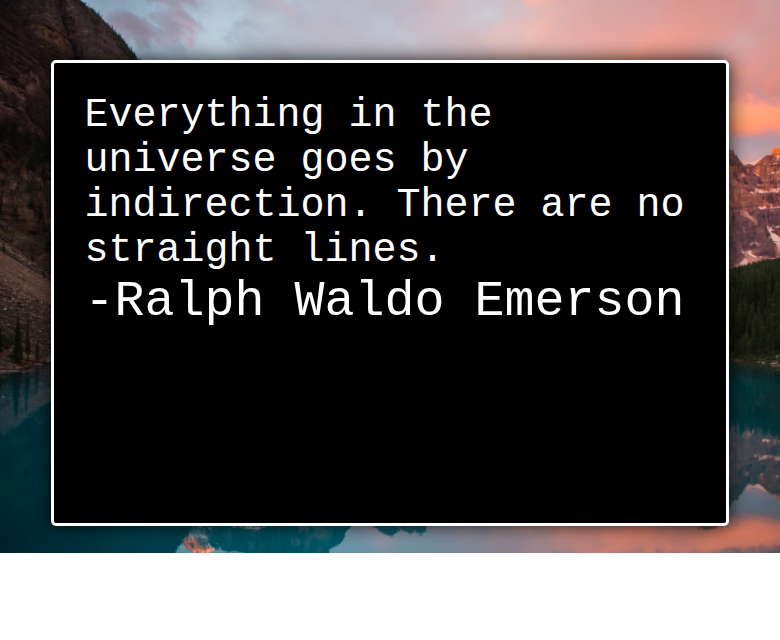 Everything in the
universe goes by
indirection. There are no
straight lines.
-Ralph Waldo Emerson